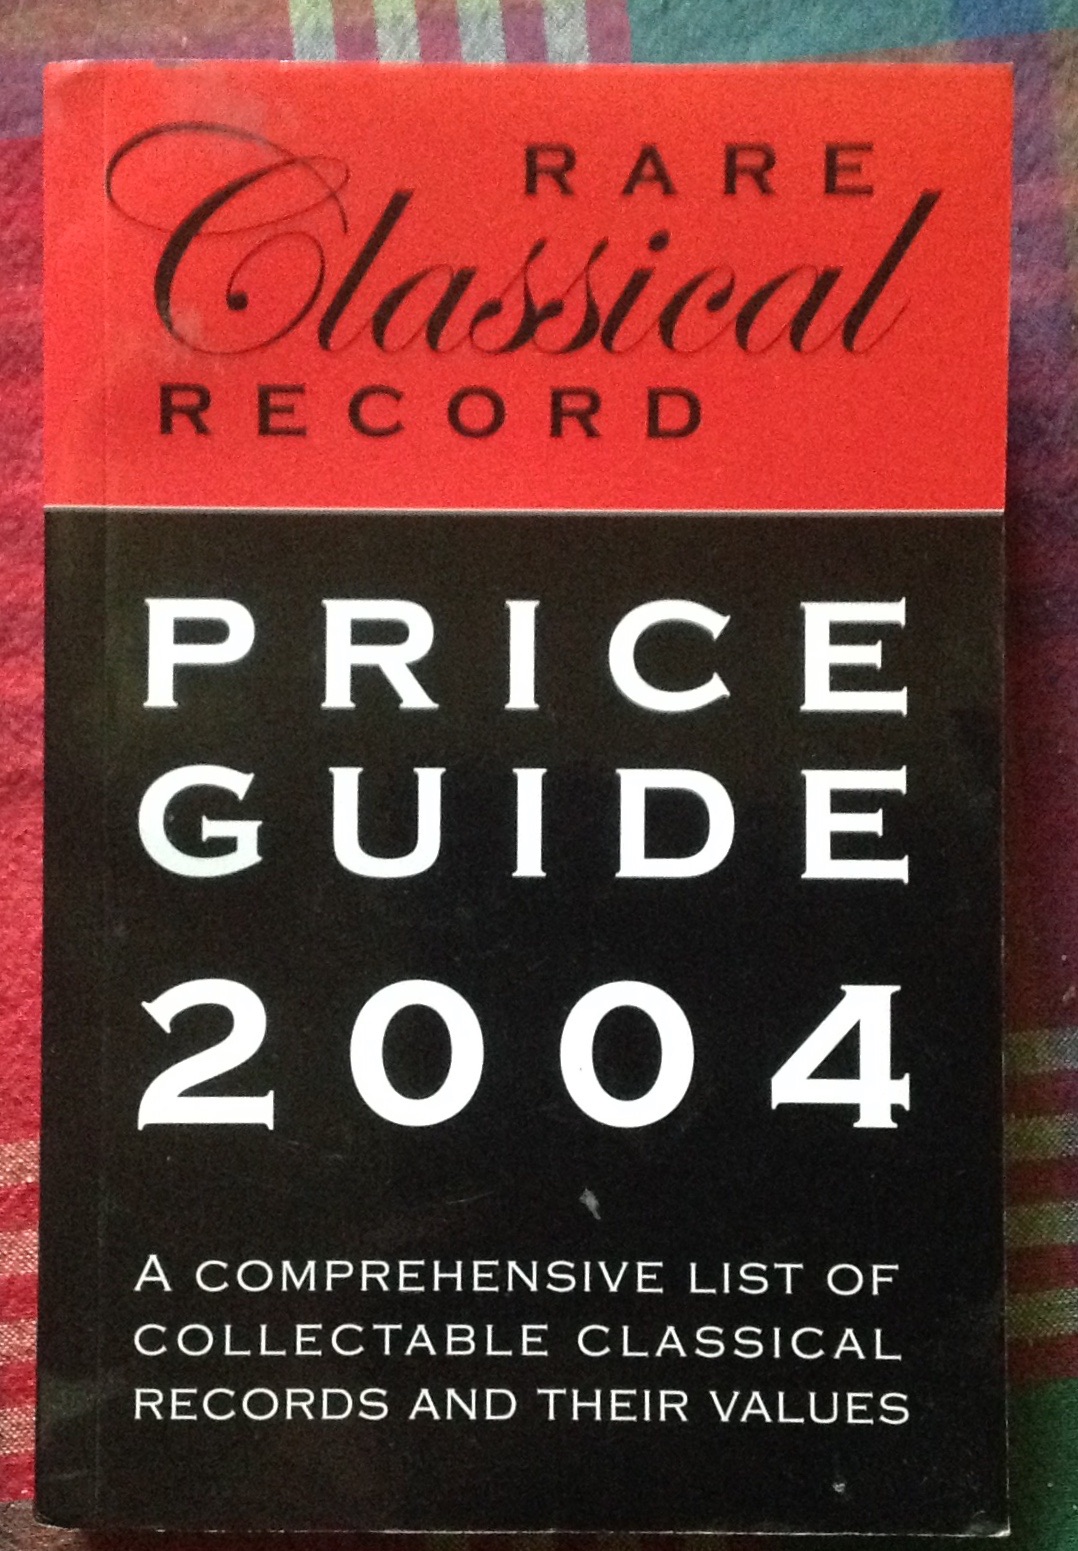 RARE
Classical
RECORD
PRICE
GUIDE
2004
A COMPREHENSIVE LIST OF
COLLECTABLE CLASSICAL
RECORDS AND THEIR VALUES